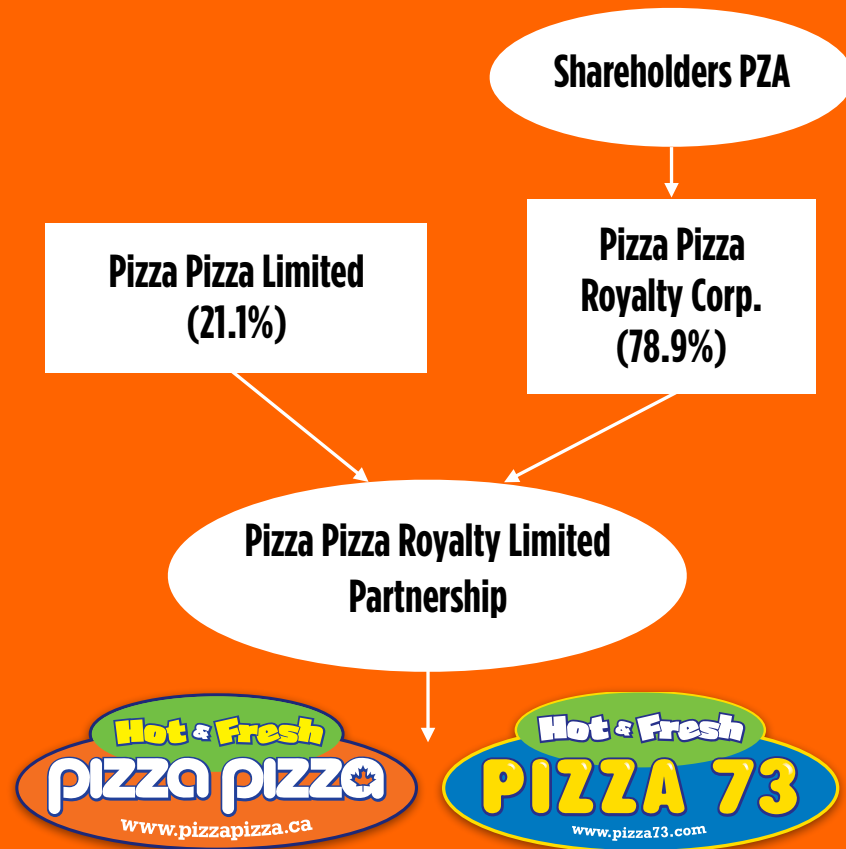 Shareholders PZA
Pizza Pizza Limited
(21.1%)
Pizza Pizza
Royalty Corp.
(78.9%)
Pizza Pizza Royalty Limited
Partnership
Hot & Fresh
pizza pizza
www.pizzapizza.ca
Hot & Fresh
PIZZA 73
www.pizza73.com